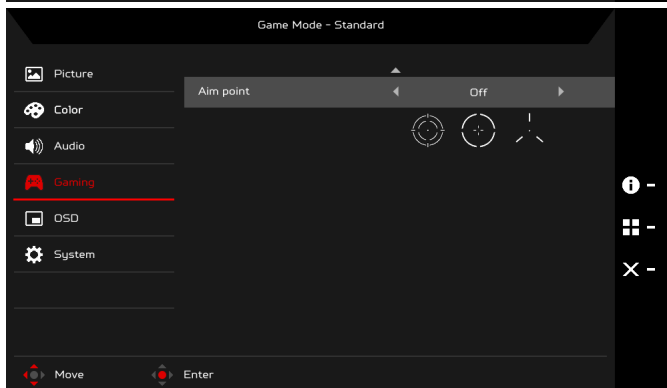 Game Mode - Standard
Picture
Aim point Off
Color
Audio
Gaming
OSD
System
Move Enter